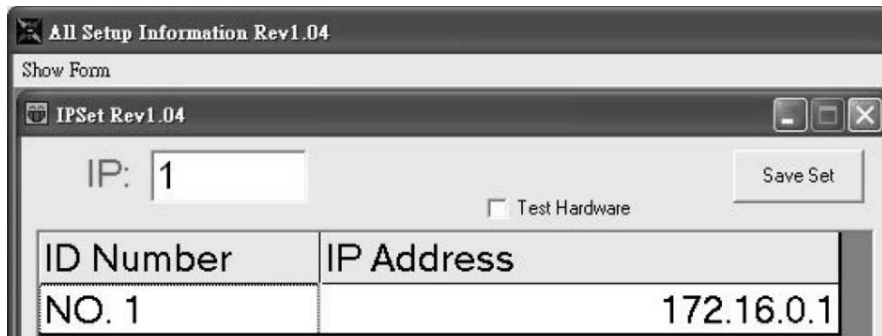 All Setup Information Rev1.04
Show Form
IPSet Rev1.04
IP: 1
Save Set
Test Hardware
ID Number IP Address
NO. 1 172.16.0.1